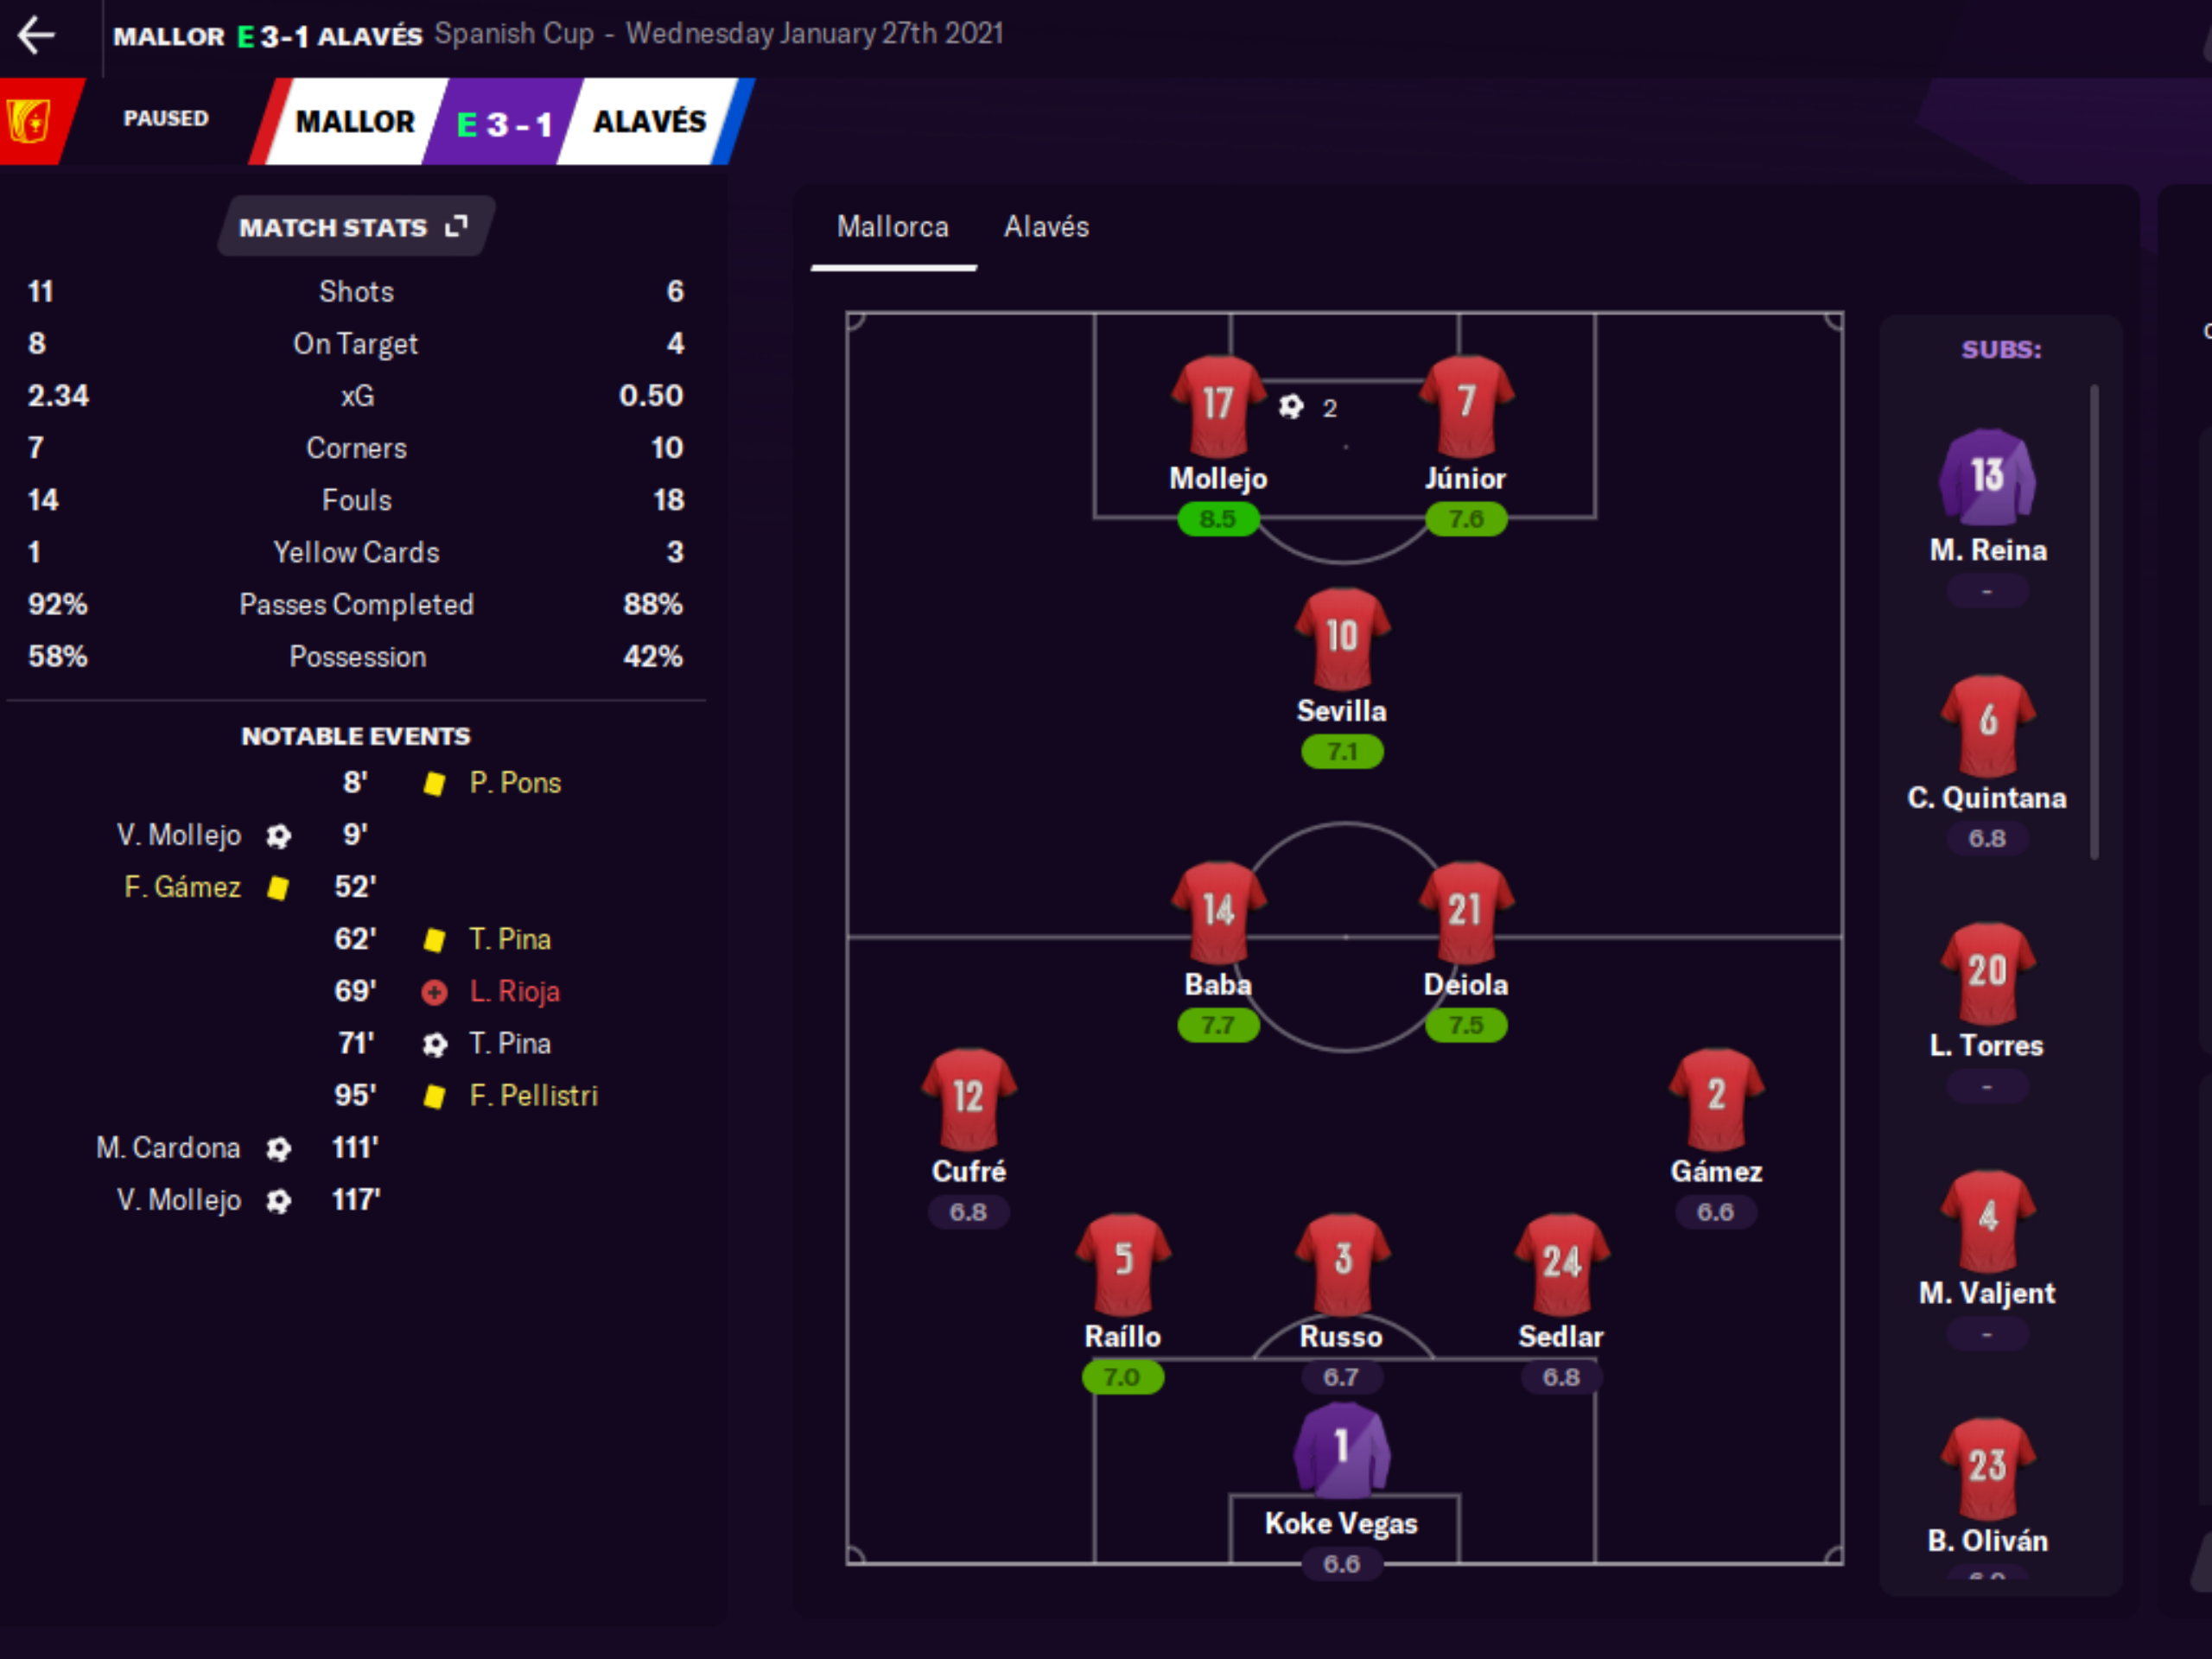 MALLOR E 3-1 ALAVÉS Spanish Cup - Wednesday January 27th 2021
PAUSED MALLOR E 3 - 1 ALAVÉS
MATCH STATS
11 Shots 6
8 On Target 4
2.34 xG 0.50
7 Corners 10
14 Fouls 18
1 Yellow Cards 3
92% Passes Completed 88%
58% Possession 42%
NOTABLE EVENTS
8' P. Pons
V. Mollejo 9'
F. Gámez 52'
62' T. Pina
69' L. Rioja
71' T. Pina
95' F. Pellistri
M. Cardona 111'
V. Mollejo 117'
Mallorca Alavés
17 2 7
Mollejo Júnior
8.5 7.6
10
Sevilla
7.1
14 21
Baba Deiola
7.7 7.5
12 2
Cufré Gámez
6.8 6.6
5 3 24
Raíllo Russo Sedlar
7.0 6.7 6.8
1
Koke Vegas
6.6
SUBS:
13
M. Reina
-
6
C. Quintana
6.8
20
L. Torres
-
4
M. Valjent
-
23
B. Oliván